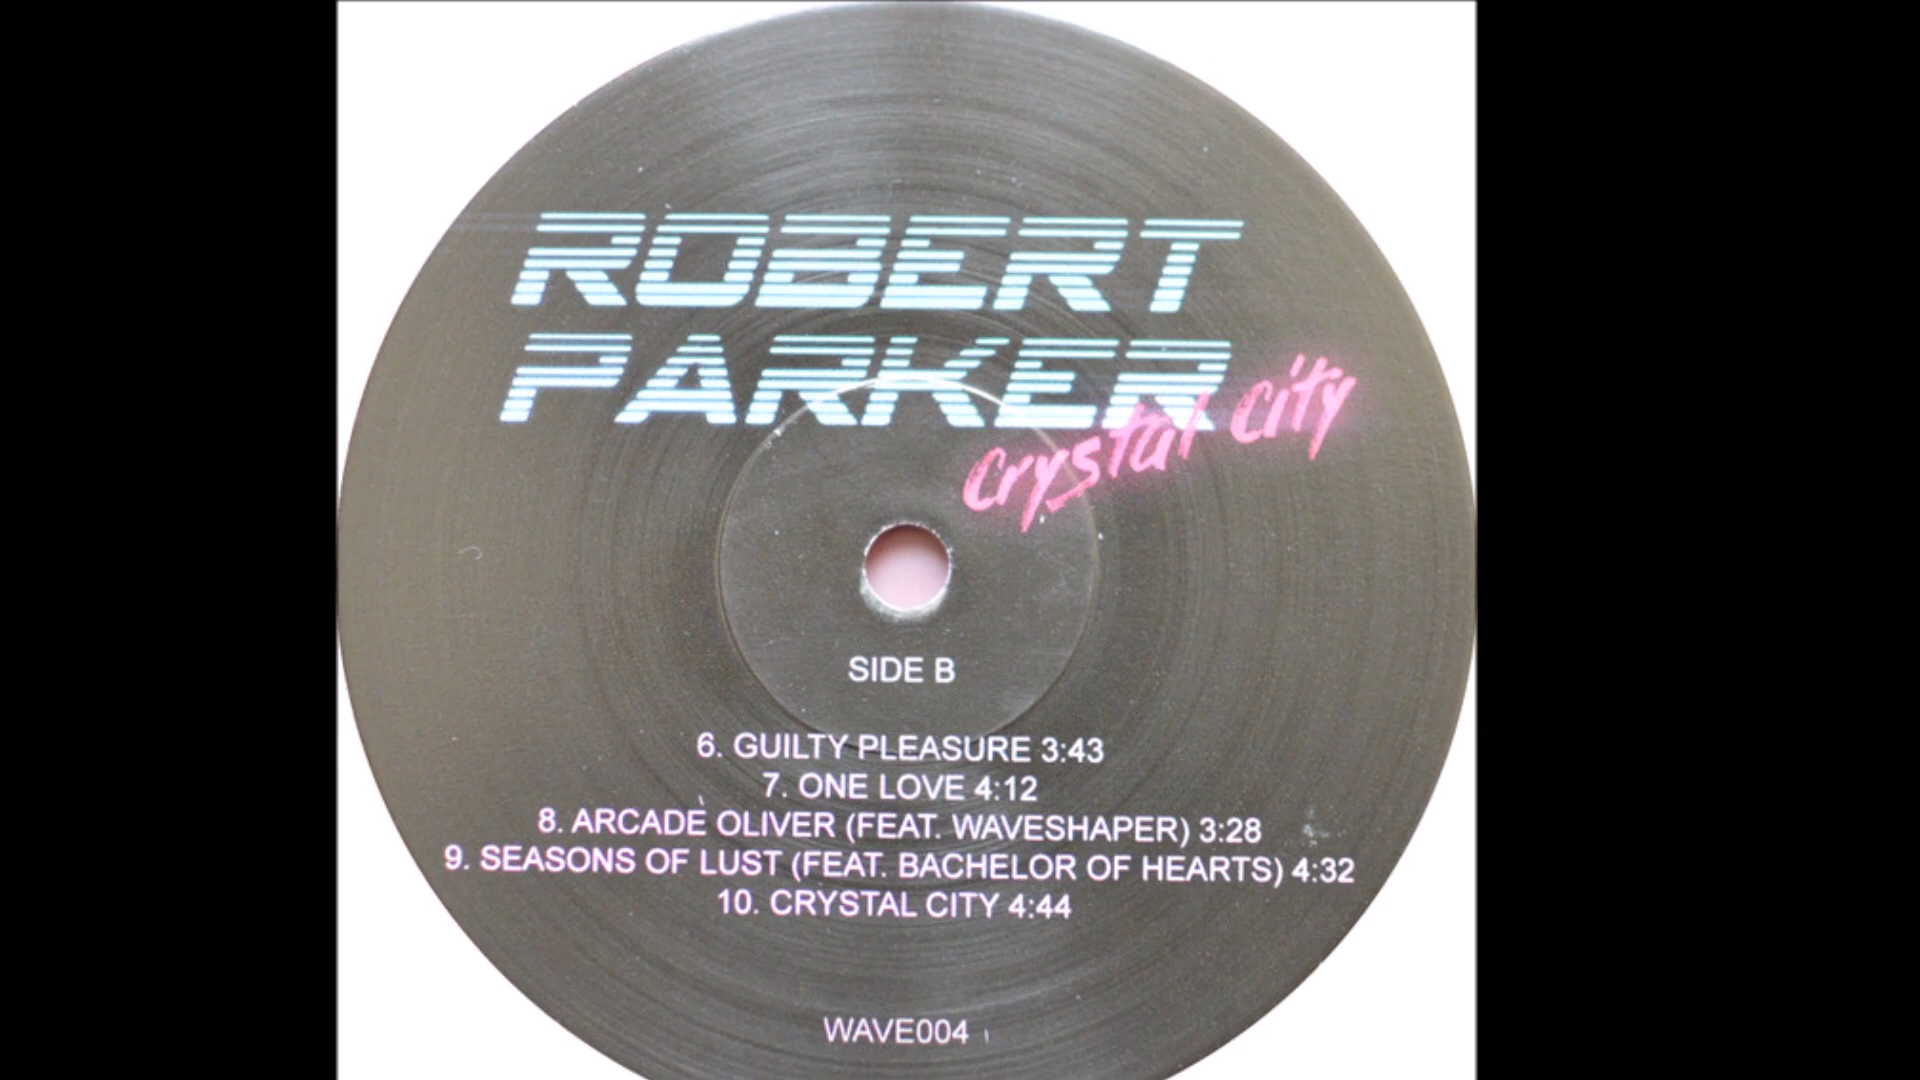 ROBERT
PARKER
Crystal City
SIDE B
6. GUILTY PLEASURE 3:43
7. ONE LOVE 4:12
8. ARCADE OLIVER (FEAT. WAVESHAPER) 3:28
9. SEASONS OF LUST (FEAT. BACHELOR OF HEARTS) 4:32
10. CRYSTAL CITY 4:44
WAVE004